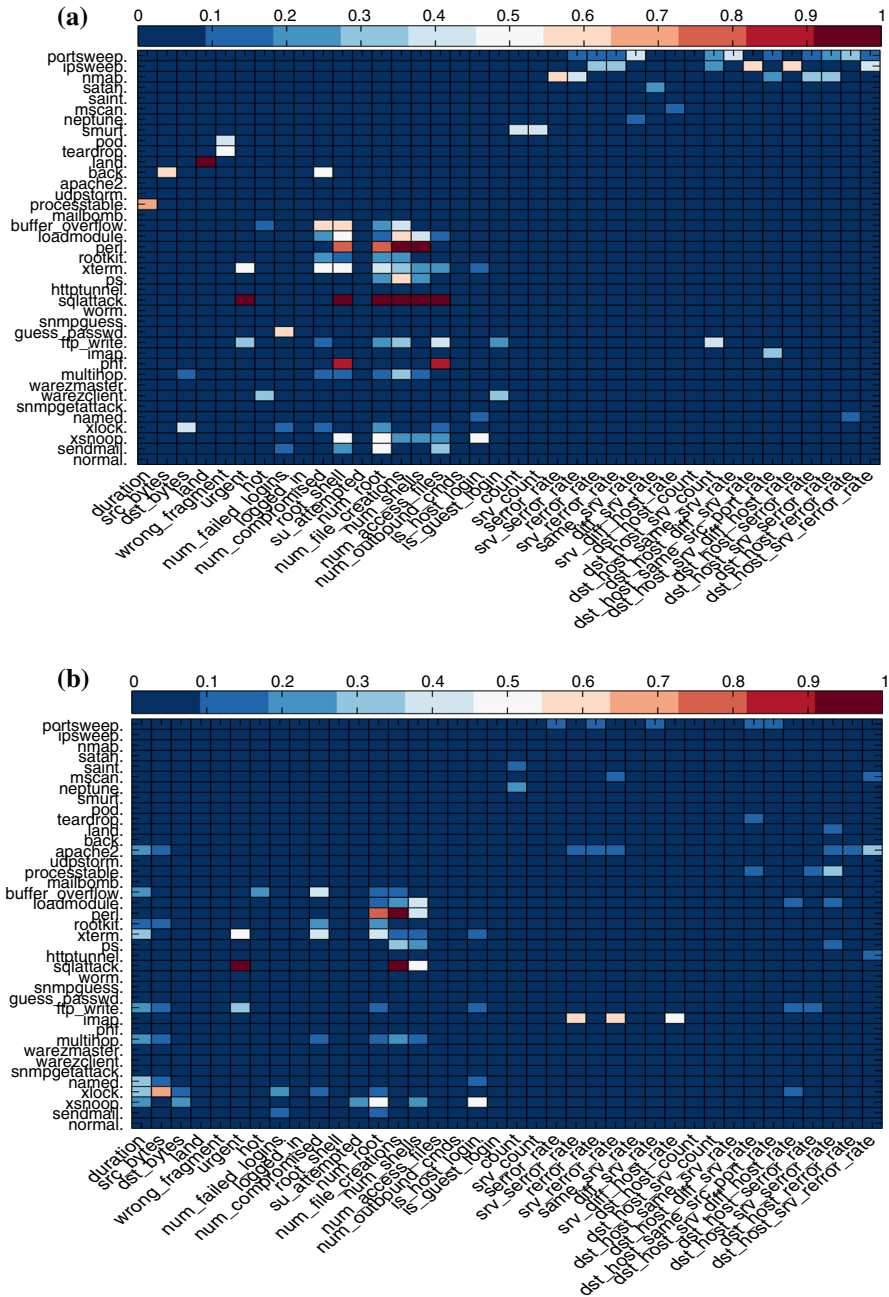 (a)
0 0.1 0.2 0.3 0.4 0.5 0.6 0.7 0.8 0.9 1
portsweep.
ipsweep.
nmap.
satan.
saint.
mscan.
neptune.
smurf.
pod.
teardrop.
land.
back.
apache2.
udpstorm.
processtable.
mailbomb.
buffer_overflow.
loadmodule.
perl.
rootkit.
xterm.
ps.
httptunnel.
sqlattack.
worm.
snmpguess.
guess_passwd.
ftp_write.
imap.
phf.
multihop.
warezmaster.
warezclient.
snmpgetattack.
named.
xlock.
xsnoop.
sendmail.
normal.
duration
src_bytes
dst_bytes
land
wrong_fragment
urgent
hot
num_failed_logins
logged_in
num_compromised
root_shell
su_attempted
num_root
num_file_creations
num_shells
num_access_files
num_outbound_cmds
is_host_login
is_guest_login
count
srv_count
serror_rate
srv_serror_rate
rerror_rate
srv_rerror_rate
same_srv_rate
diff_srv_rate
srv_diff_host_rate
dst_host_count
dst_host_srv_count
dst_host_same_srv_rate
dst_host_diff_srv_rate
dst_host_same_src_port_rate
dst_host_srv_diff_host_rate
dst_host_serror_rate
dst_host_srv_serror_rate
dst_host_rerror_rate
dst_host_srv_rerror_rate
(b)
0 0.1 0.2 0.3 0.4 0.5 0.6 0.7 0.8 0.9 1
portsweep.
ipsweep.
nmap.
satan.
saint.
mscan.
neptune.
smurf.
pod.
teardrop.
land.
back.
apache2.
udpstorm.
processtable.
mailbomb.
buffer_overflow.
loadmodule.
perl.
rootkit.
xterm.
ps.
httptunnel.
sqlattack.
worm.
snmpguess.
guess_passwd.
ftp_write.
imap.
phf.
multihop.
warezmaster.
warezclient.
snmpgetattack.
named.
xlock.
xsnoop.
sendmail.
normal.
duration
src_bytes
dst_bytes
land
wrong_fragment
urgent
hot
num_failed_logins
logged_in
num_compromised
root_shell
su_attempted
num_root
num_file_creations
num_shells
num_access_files
num_outbound_cmds
is_host_login
is_guest_login
count
srv_count
serror_rate
srv_serror_rate
rerror_rate
srv_rerror_rate
same_srv_rate
diff_srv_rate
srv_diff_host_rate
dst_host_count
dst_host_srv_count
dst_host_same_srv_rate
dst_host_diff_srv_rate
dst_host_same_src_port_rate
dst_host_srv_diff_host_rate
dst_host_serror_rate
dst_host_srv_serror_rate
dst_host_rerror_rate
dst_host_srv_rerror_rate